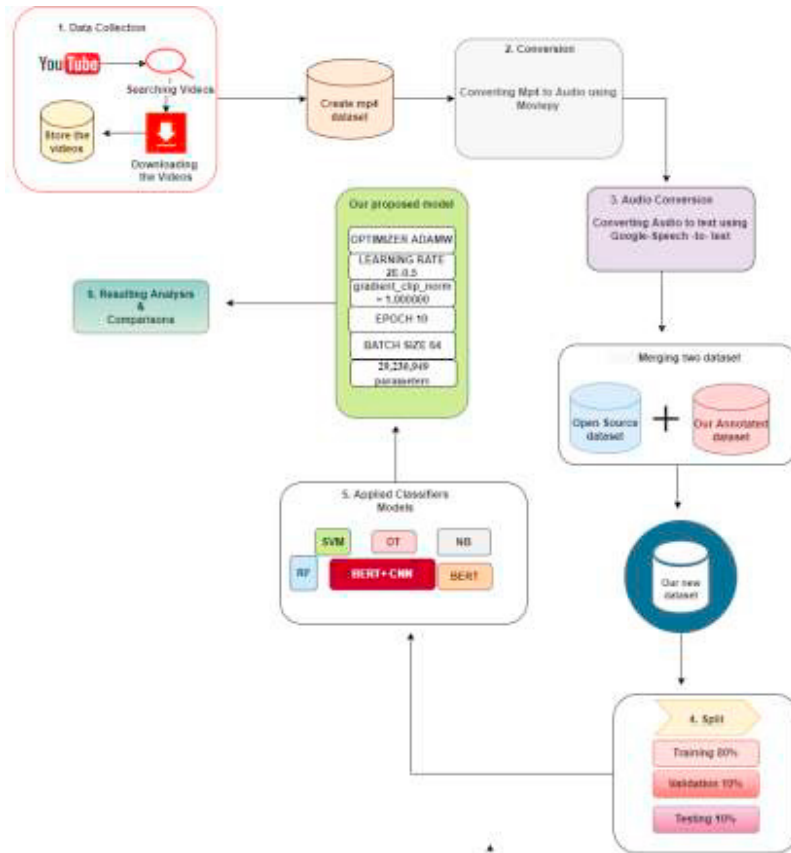 1. Data Collection
YouTube
Searching Videos
Store the
videos
Downloading
the Videos
Create mp4
dataset
2. Conversion
Converting Mp4 to Audio using
Moviepy
3. Audio Conversion
Converting Audio to text using
Google-Speech -to- text
Merging two dataset
Open Source
dataset
Our Annotated
dataset
Our new
dataset
4. Split
Training 80%
Validation 10%
Testing 10%
5. Applied Classifiers
Models
SVM
DT
NB
RF
BERT+ CNN
BERT
Our proposed model
OPTIMIZER ADAMW
LEARNING RATE
gradient_clip_norm
= 1.000000
EPOCH 10
BATCH SIZE 64
parameters
6. Resulting Analysis
&
Comparisons